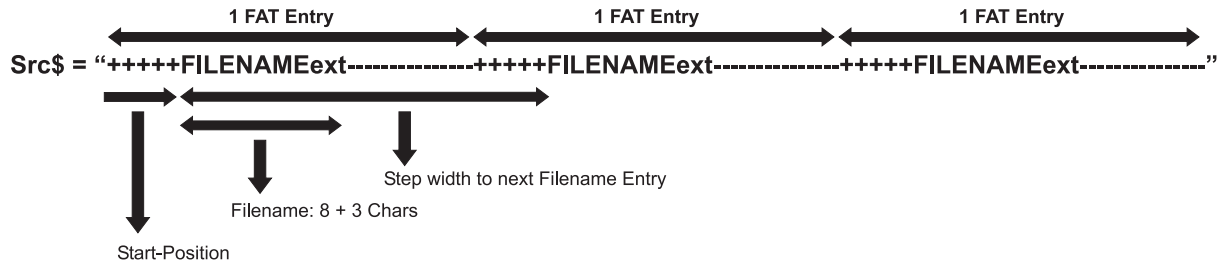 1 FAT Entry 1 FAT Entry 1 FAT Entry
Src$ = “+++++FILENAMEext---------------+++++FILENAMEext---------------+++++FILENAMEext---------------”
Step width to next Filename Entry
Filename: 8 + 3 Chars
Start-Position